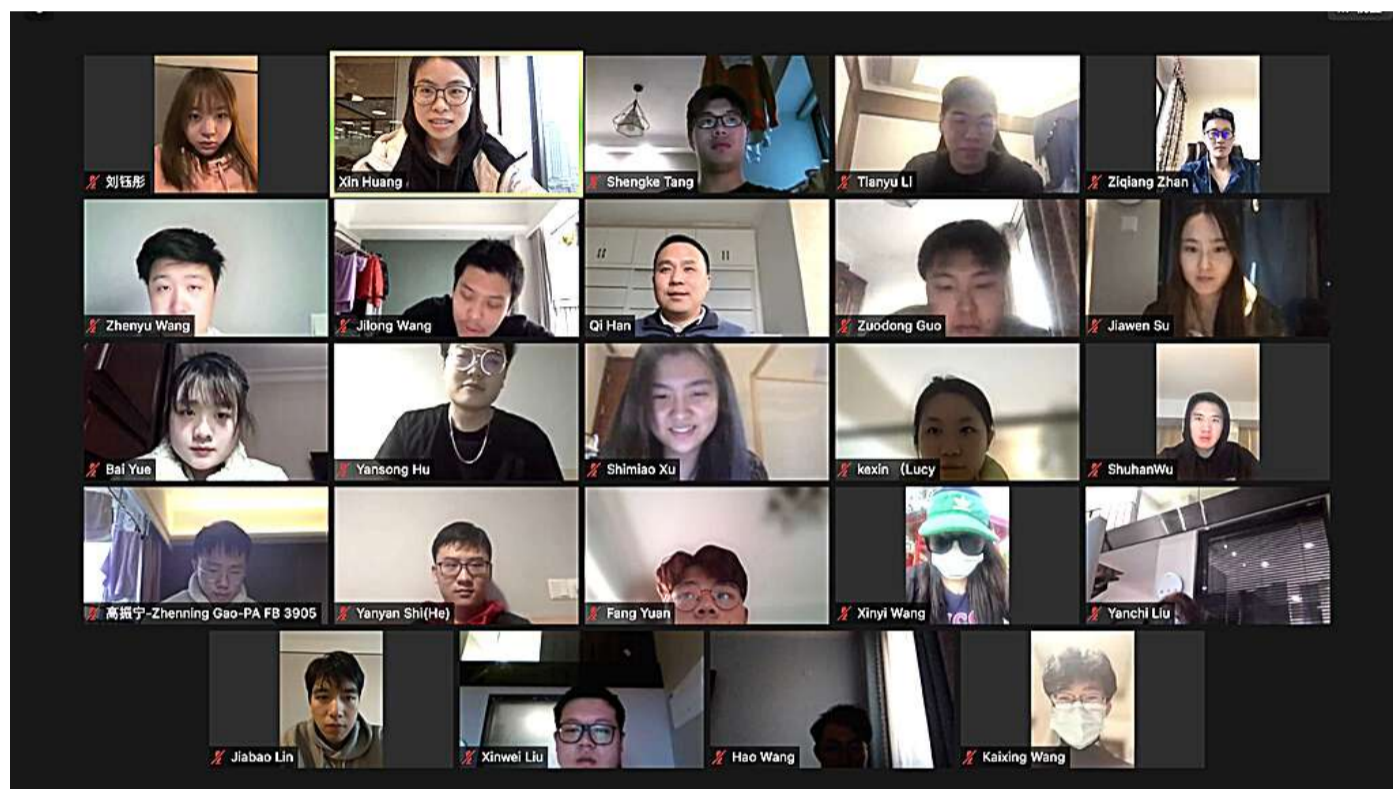 刘钰彤
Xin Huang
Shengke Tang
Tianyu Li
Ziqiang Zhan
Zhenyu Wang
Jilong Wang
Qi Han
Zuodong Guo
Jiawen Su
Bai Yue
Yansong Hu
Shimiao Xu
kexin （Lucy
ShuhanWu
高振宁-Zhenning Gao-PA FB 3905
Yanyan Shi(He)
Fang Yuan
Xinyi Wang
Yanchi Liu
Jiabao Lin
Xinwei Liu
Hao Wang
Kaixing Wang